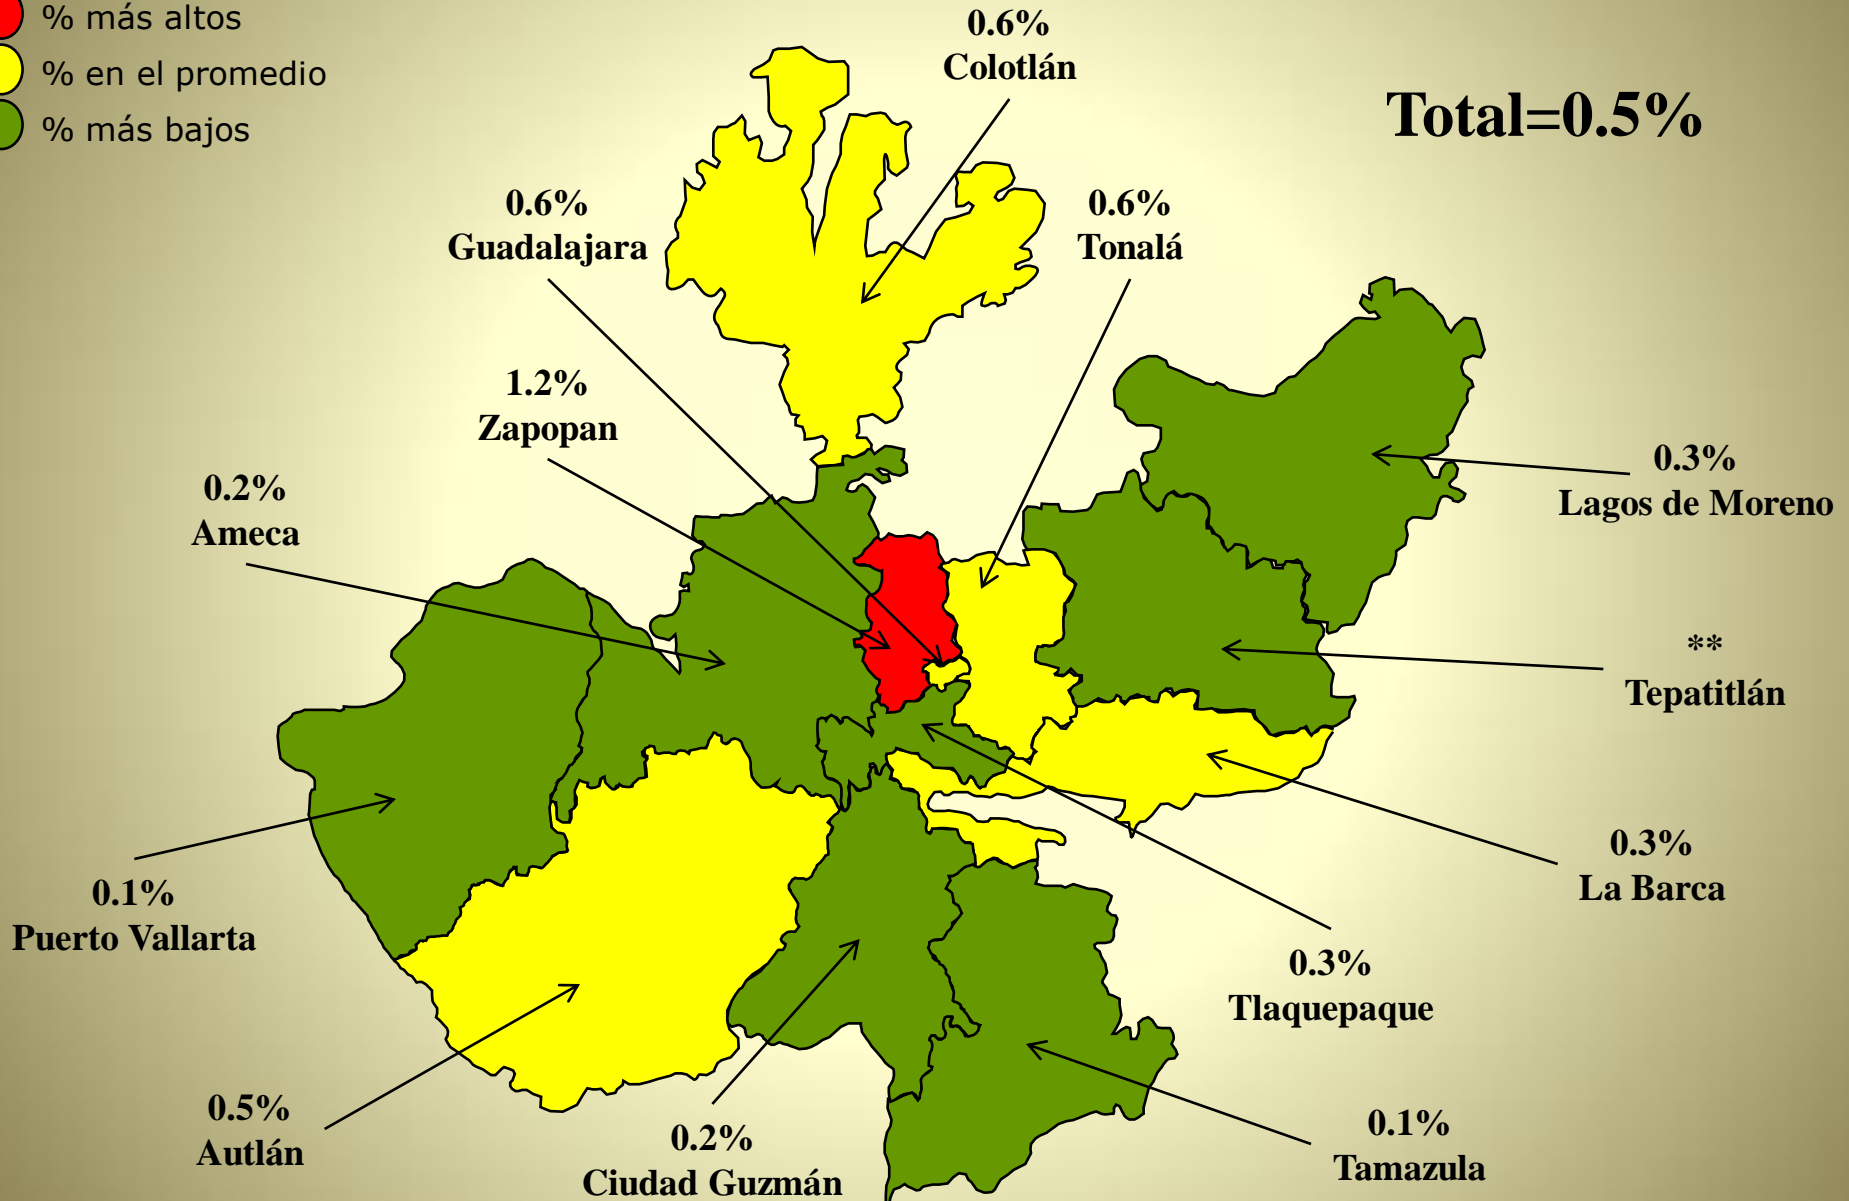 % más altos
% en el promedio
% más bajos
0.6%
Colotlán
Total=0.5%
0.6%
Guadalajara
0.6%
Tonalá
1.2%
Zapopan
0.2%
Ameca
0.3%
Lagos de Moreno
**
Tepatitlán
0.1%
Puerto Vallarta
0.3%
La Barca
0.3%
Tlaquepaque
0.5%
Autlán
0.2%
Ciudad Guzmán
0.1%
Tamazula